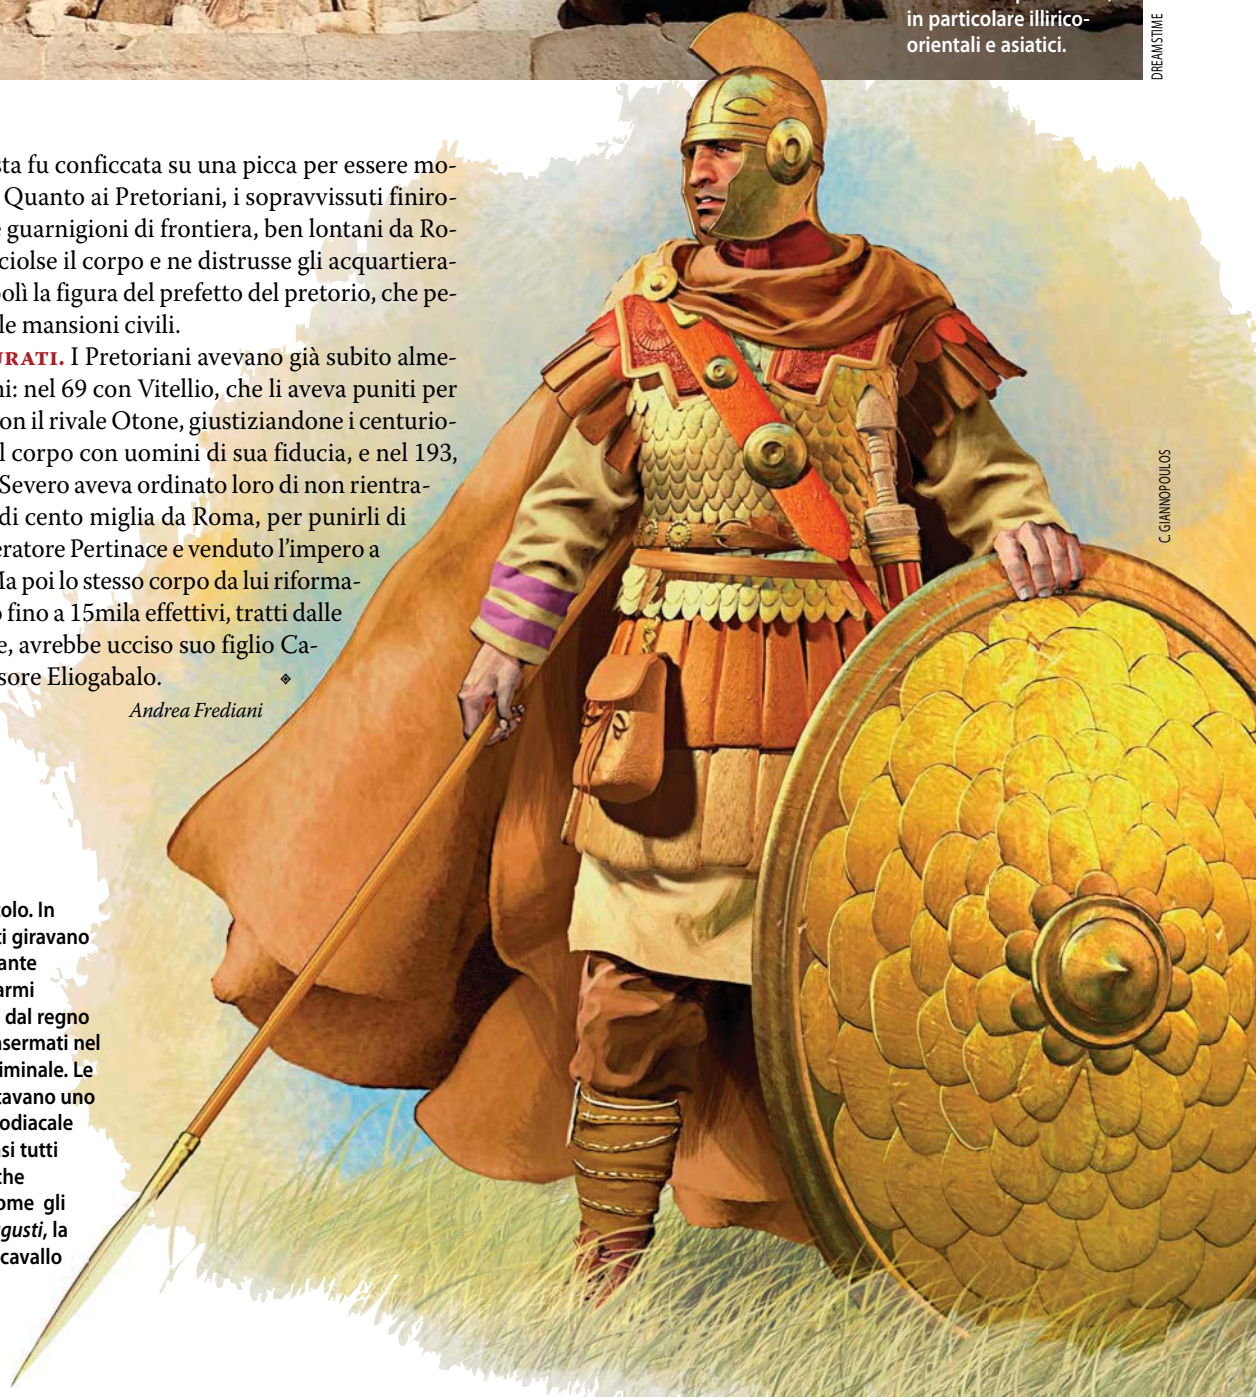 in particolare illirico-
orientali e asiatici.
DREAMSTIME
sta fu conficcata su una picca per essere mo-
Quanto ai Pretoriani, i sopravvissuti finiro-
guarnigioni di frontiera, ben lontani da Ro-
ciolse il corpo e ne distrusse gli acquartiera-
olì la figura del prefetto del pretorio, che pe-
le mansioni civili.
URATI. I Pretoriani avevano già subito alme-
ni: nel 69 con Vitellio, che li aveva puniti per
on il rivale Otone, giustiziandone i centurio-
l corpo con uomini di sua fiducia, e nel 193,
Severo aveva ordinato loro di non rientra-
di cento miglia da Roma, per punirli di
eratore Pertinace e venduto l’impero a
Ma poi lo stesso corpo da lui riforma-
o fino a 15mila effettivi, tratti dalle
e, avrebbe ucciso suo figlio Ca-
sore Eliogabalo.
Andrea Frediani
C. GIANNOPOULOS
olo. In
ti giravano
ante
armi
dal regno
asermati nel
iminale. Le
tavano uno
odiacale
si tutti
che
ome gli
gusti, la
cavallo